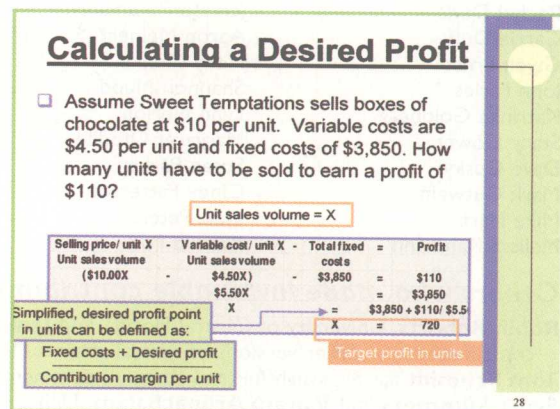 Calculating a Desired Profit
Assume Sweet Temptations sells boxes of
chocolate at $10 per unit. Variable costs are
$4.50 per unit and fixed costs of $3,850. How
many units have to be sold to earn a profit of
$110?
Unit sales volume = X
Selling price/ unit X - Variable cost/ unit X - Total fixed = Profit
Unit sales volume Unit sales volume costs
($10.00X - $4.50X) $3,850 = $110
$5.50X = $3,850
X = $3,850 + $110/ $5.5
X = 720
Simplified, desired profit point
in units can be defined as:
Fixed costs + Desired profit
Contribution margin per unit
Target profit in units
28